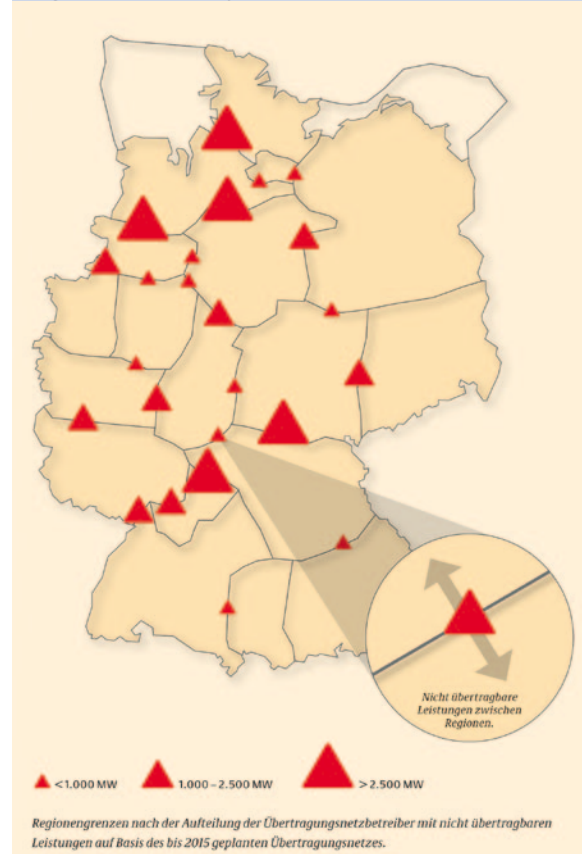 Nicht übertragbare
Leistungen zwischen
Regionen.
<1.000 MW
1.000–2.500 MW
>2.500 MW
Regionengrenzen nach der Aufteilung der Übertragungsnetzbetreiber mit nicht übertragbaren
Leistungen auf Basis des bis 2015 geplanten Übertragungsnetzes.